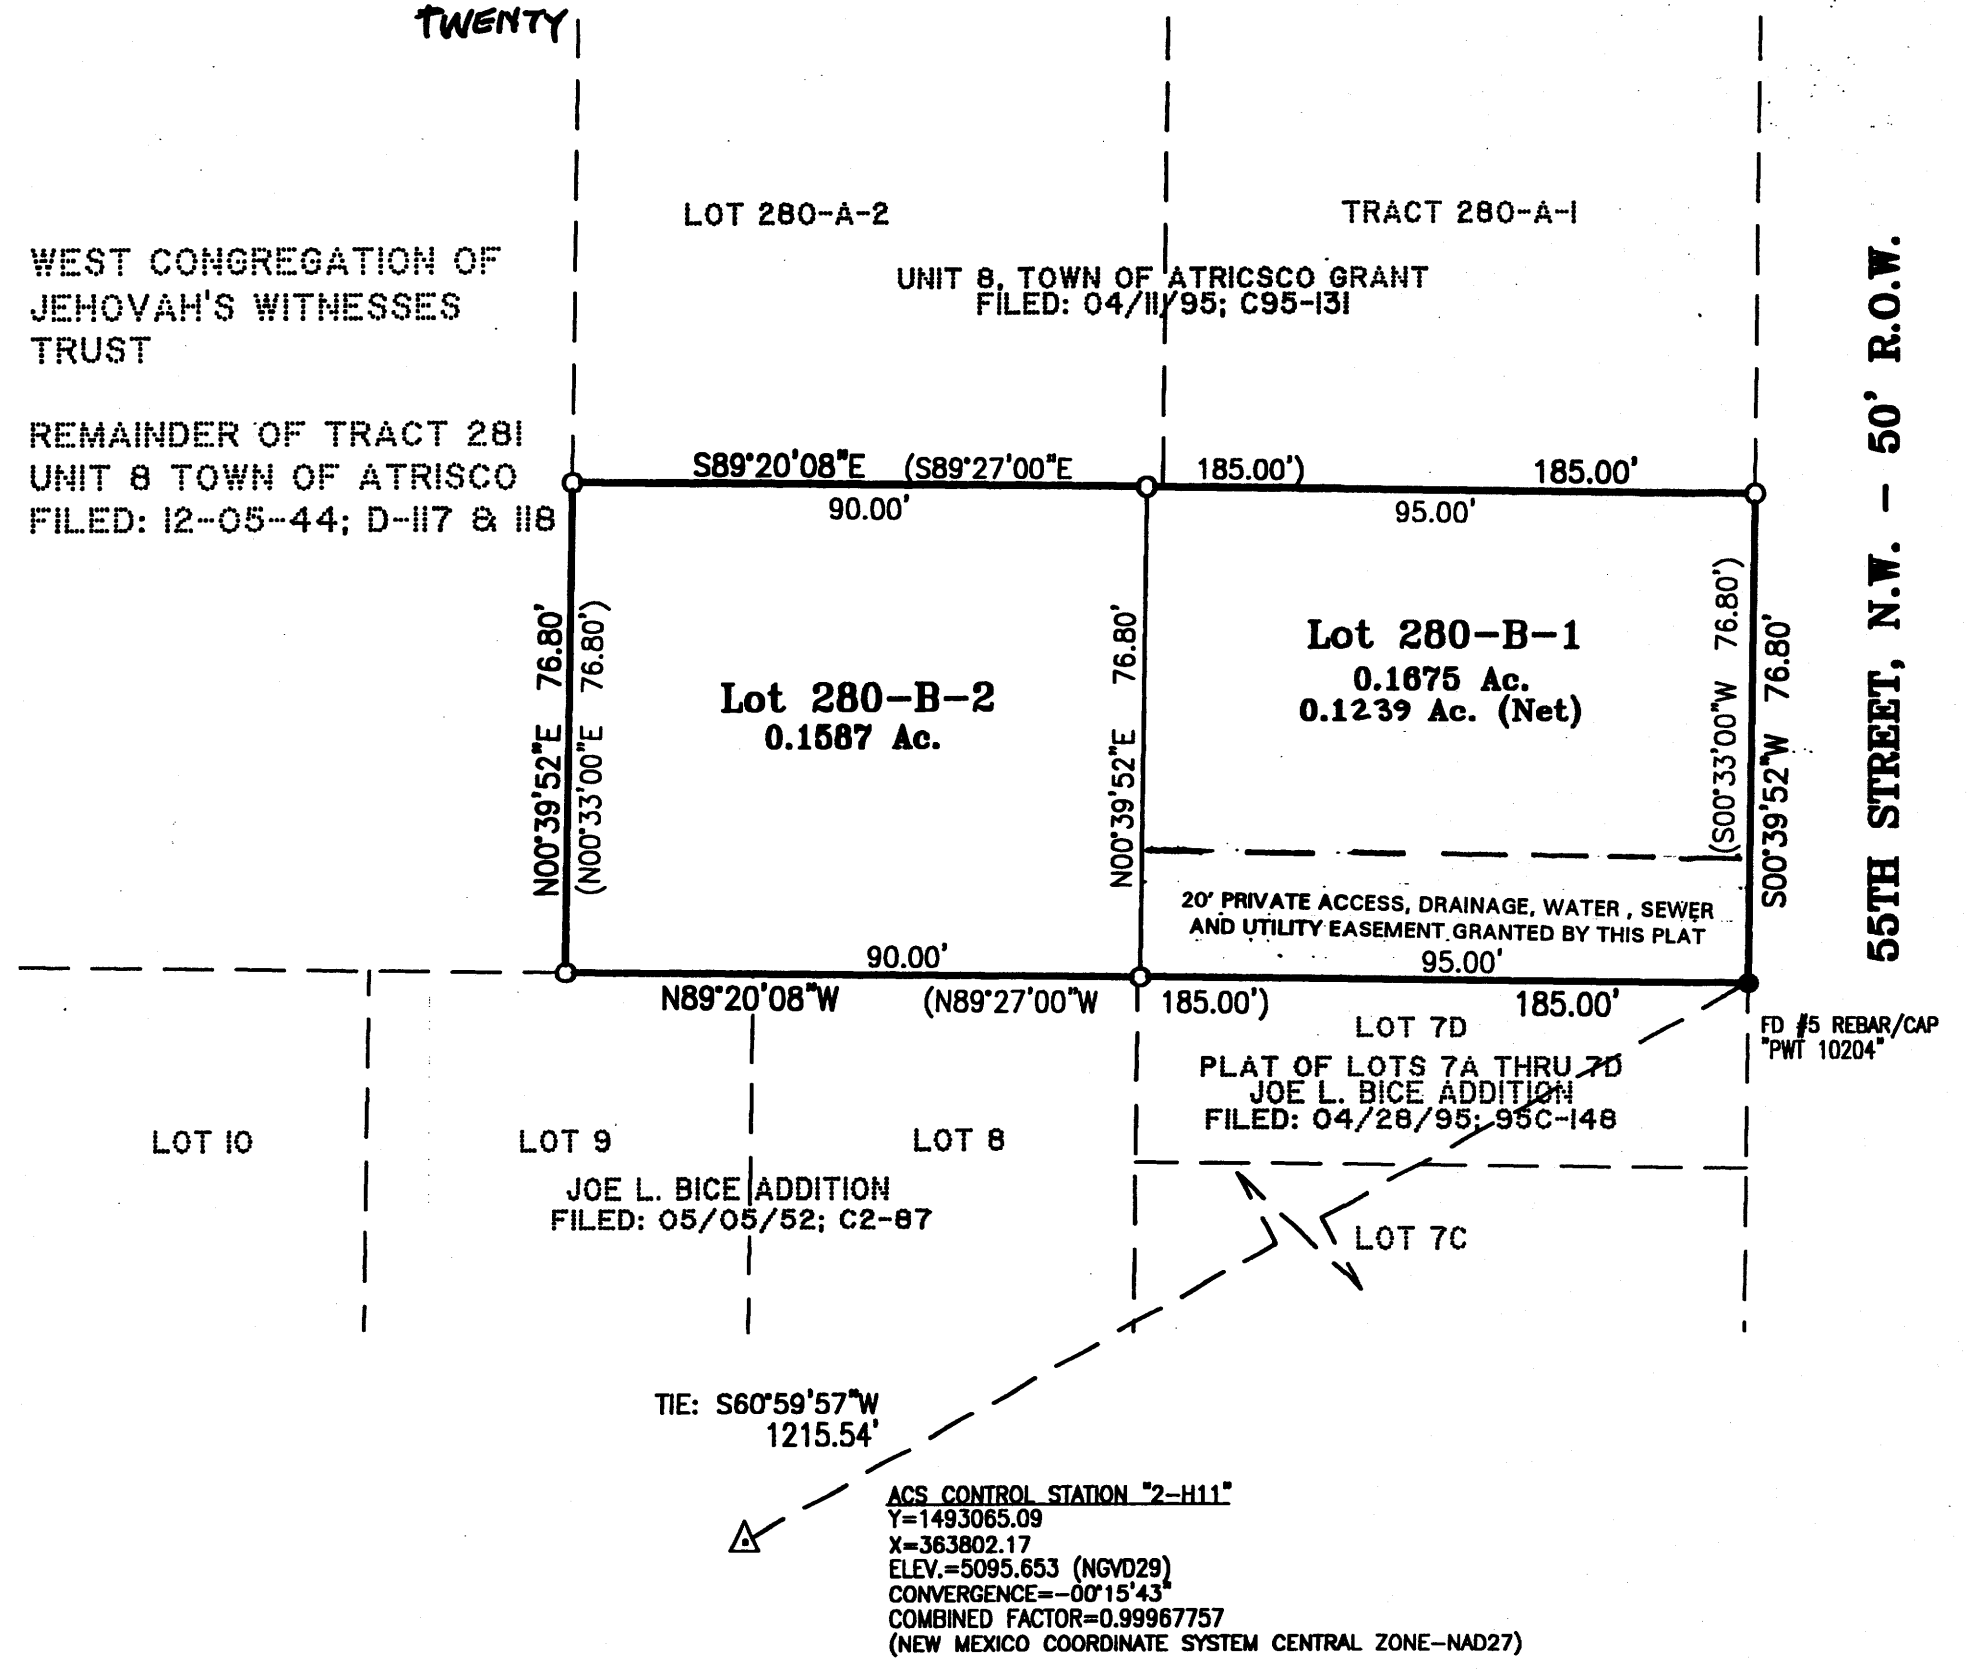 TWENTY
LOT 280-A-2
TRACT 280-A-1
UNIT 8, TOWN OF ATRICSCO GRANT
FILED: 04/11/95; C95-131
WEST CONGREGATION OF
JEHOVAH'S WITNESSES
TRUST
REMAINDER OF TRACT 281
UNIT 8 TOWN OF ATRISCO
FILED: 12-05-44; D-117 & 118
55TH STREET, N.W. - 50' R.O.W.
S89°20'08"E (S89°27'00"E 185.00') 185.00'
90.00'
95.00'
N00°39'52"E 76.80'
(N00°33'00"E 76.80')
Lot 280-B-2
0.1587 Ac.
N00°39'52"E 76.80'
Lot 280-B-1
0.1675 Ac.
0.1239 Ac. (Net)
(S00°33'00"W 76.80')
S00°39'52"W 76.80'
20' PRIVATE ACCESS, DRAINAGE, WATER, SEWER
AND UTILITY EASEMENT GRANTED BY THIS PLAT
90.00'
95.00'
N89°20'08"W (N89°27'00"W 185.00') 185.00'
FD #5 REBAR/CAP
"PWT 10204"
LOT 7D
PLAT OF LOTS 7A THRU 7D
JOE L. BICE ADDITION
FILED: 04/28/95; 95C-148
LOT 10
LOT 9
LOT 8
JOE L. BICE ADDITION
FILED: 05/05/52; C2-87
LOT 7C
TIE: S60°59'57"W
1215.54'
ACS CONTROL STATION "2-H11"
Y=1493065.09
X=363802.17
ELEV.=5095.653 (NGVD29)
CONVERGENCE=-00°15'43"
COMBINED FACTOR=0.99967757
(NEW MEXICO COORDINATE SYSTEM CENTRAL ZONE-NAD27)